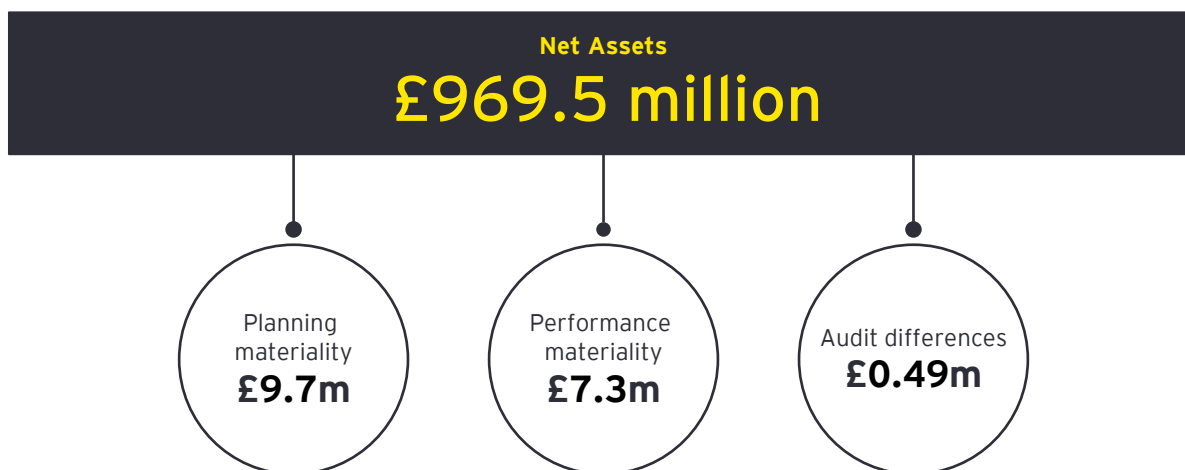 Net Assets
£969.5 million
Planning
materiality
£9.7m
Performance
materiality
£7.3m
Audit differences
£0.49m